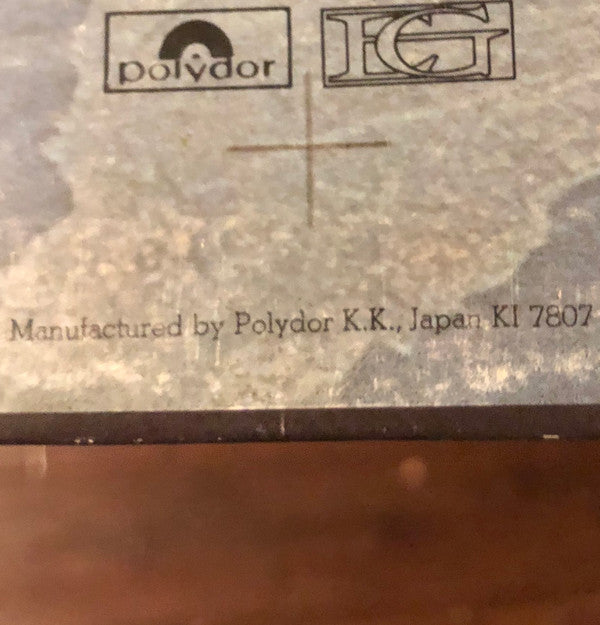 polydor EG
Manufactured by Polydor K.K., Japan KI 7807